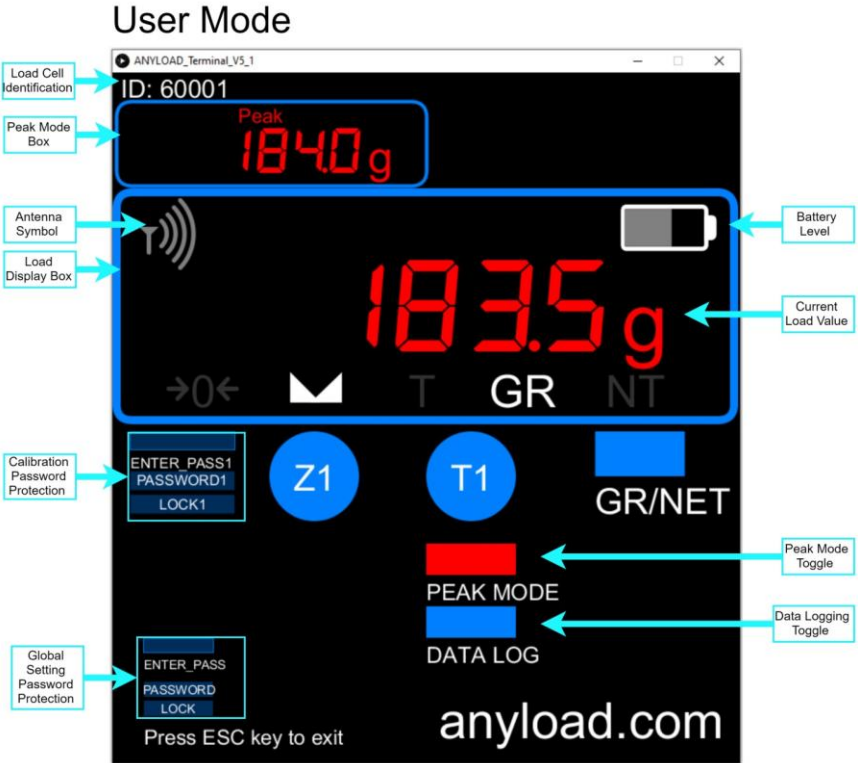 User Mode
ANYLOAD_Terminal_V5_1
Load Cell
Identification
ID: 60001
Peak Mode
Box
Peak
184.0 g
Antenna
Symbol
Battery
Level
Load
Display Box
183.5 g
Current
Load Value
→0← T GR NT
Calibration
Password
Protection
ENTER_PASS1
PASSWORD1
LOCK1
Z1
T1
GR/NET
Peak Mode
Toggle
PEAK MODE
Data Logging
Toggle
DATA LOG
Global
Setting
Password
Protection
ENTER_PASS
PASSWORD
LOCK
Press ESC key to exit
anyload.com